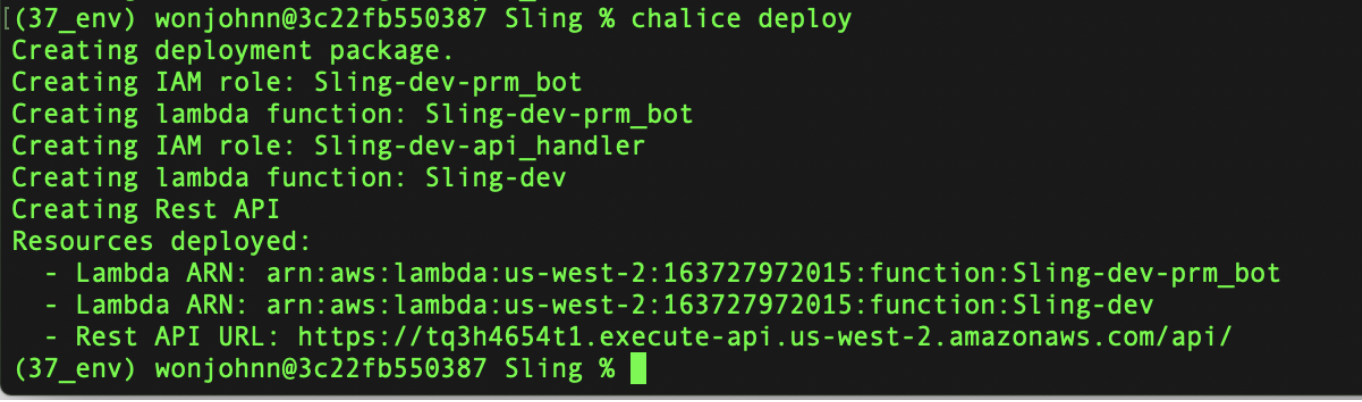 [(37_env) wonjohnn@3c22fb550387 Sling % chalice deploy
Creating deployment package.
Creating IAM role: Sling-dev-prm_bot
Creating lambda function: Sling-dev-prm_bot
Creating IAM role: Sling-dev-api_handler
Creating lambda function: Sling-dev
Creating Rest API
Resources deployed:
  - Lambda ARN: arn:aws:lambda:us-west-2:163727972015:function:Sling-dev-prm_bot
  - Lambda ARN: arn:aws:lambda:us-west-2:163727972015:function:Sling-dev
  - Rest API URL: https://tq3h4654t1.execute-api.us-west-2.amazonaws.com/api/
(37_env) wonjohnn@3c22fb550387 Sling %